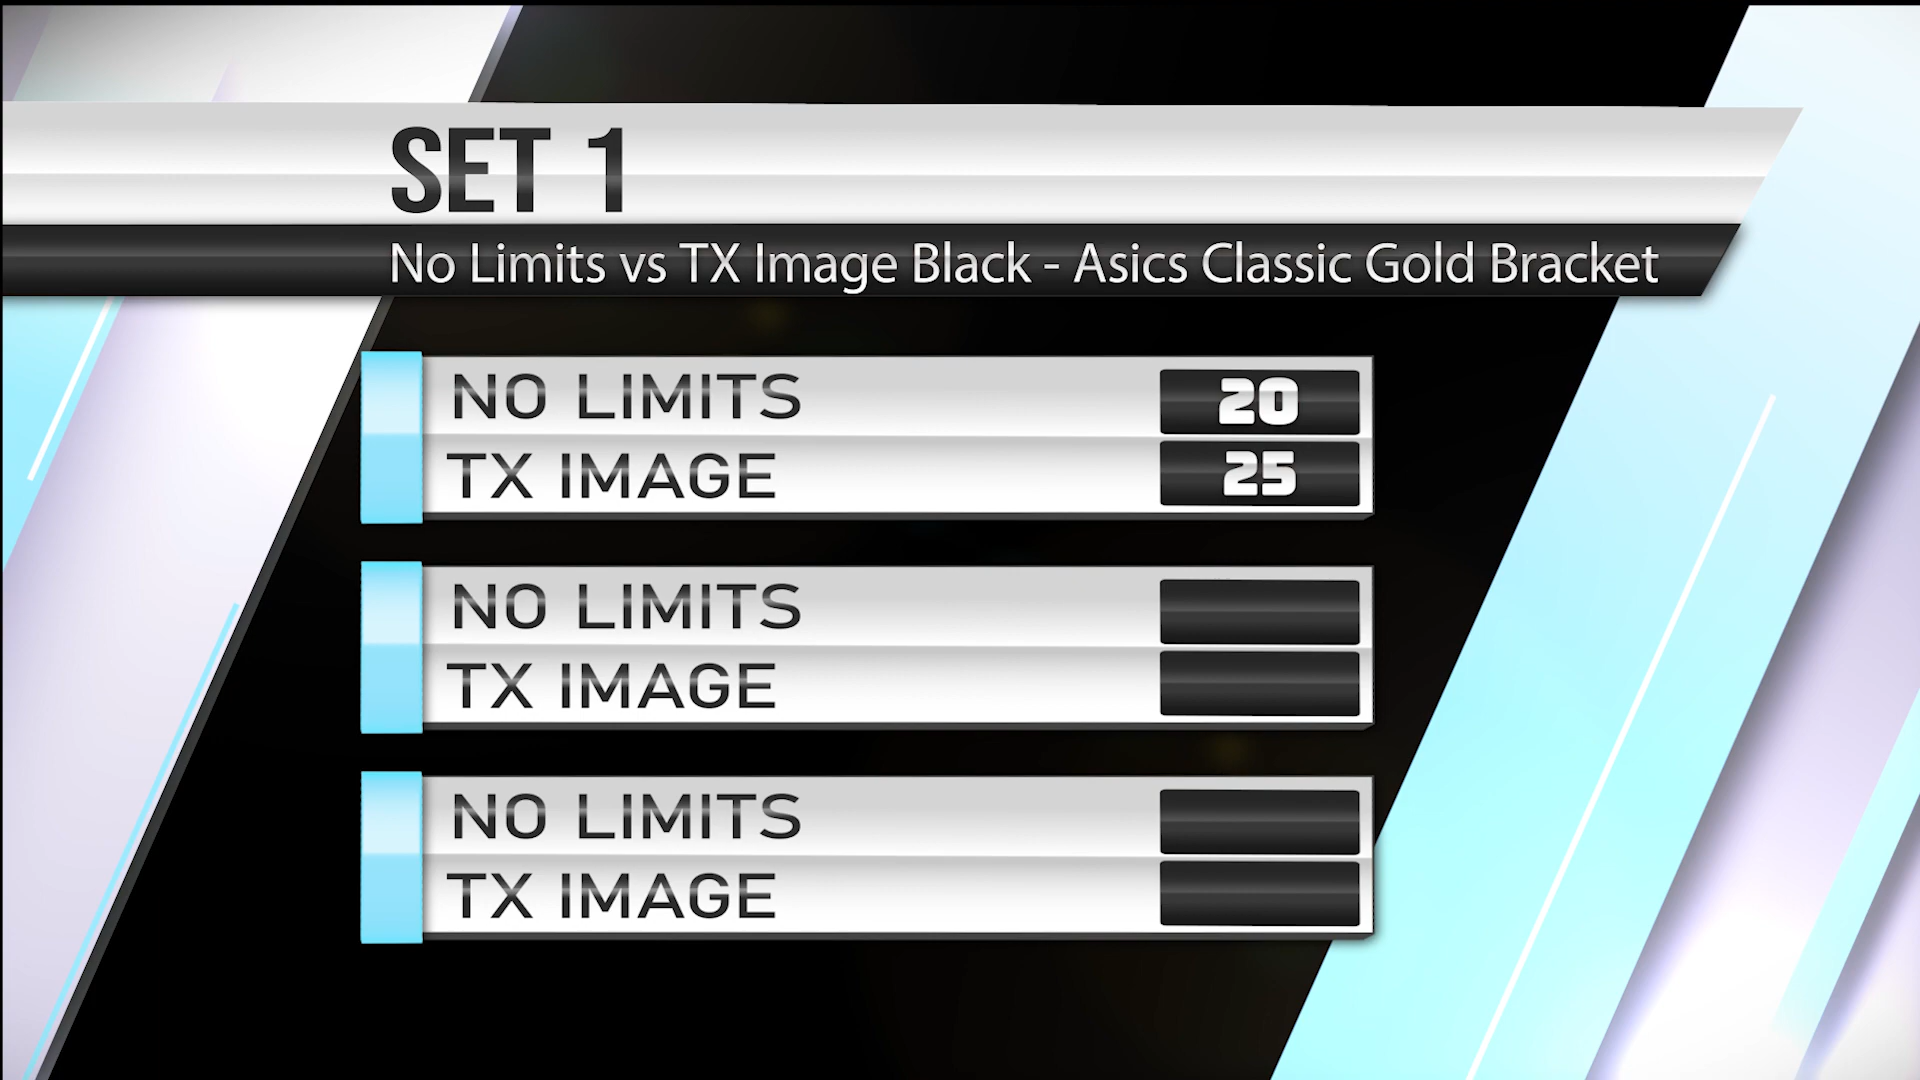 SET 1
No Limits vs TX Image Black - Asics Classic Gold Bracket
NO LIMITS 20
TX IMAGE 25
NO LIMITS
TX IMAGE
NO LIMITS
TX IMAGE